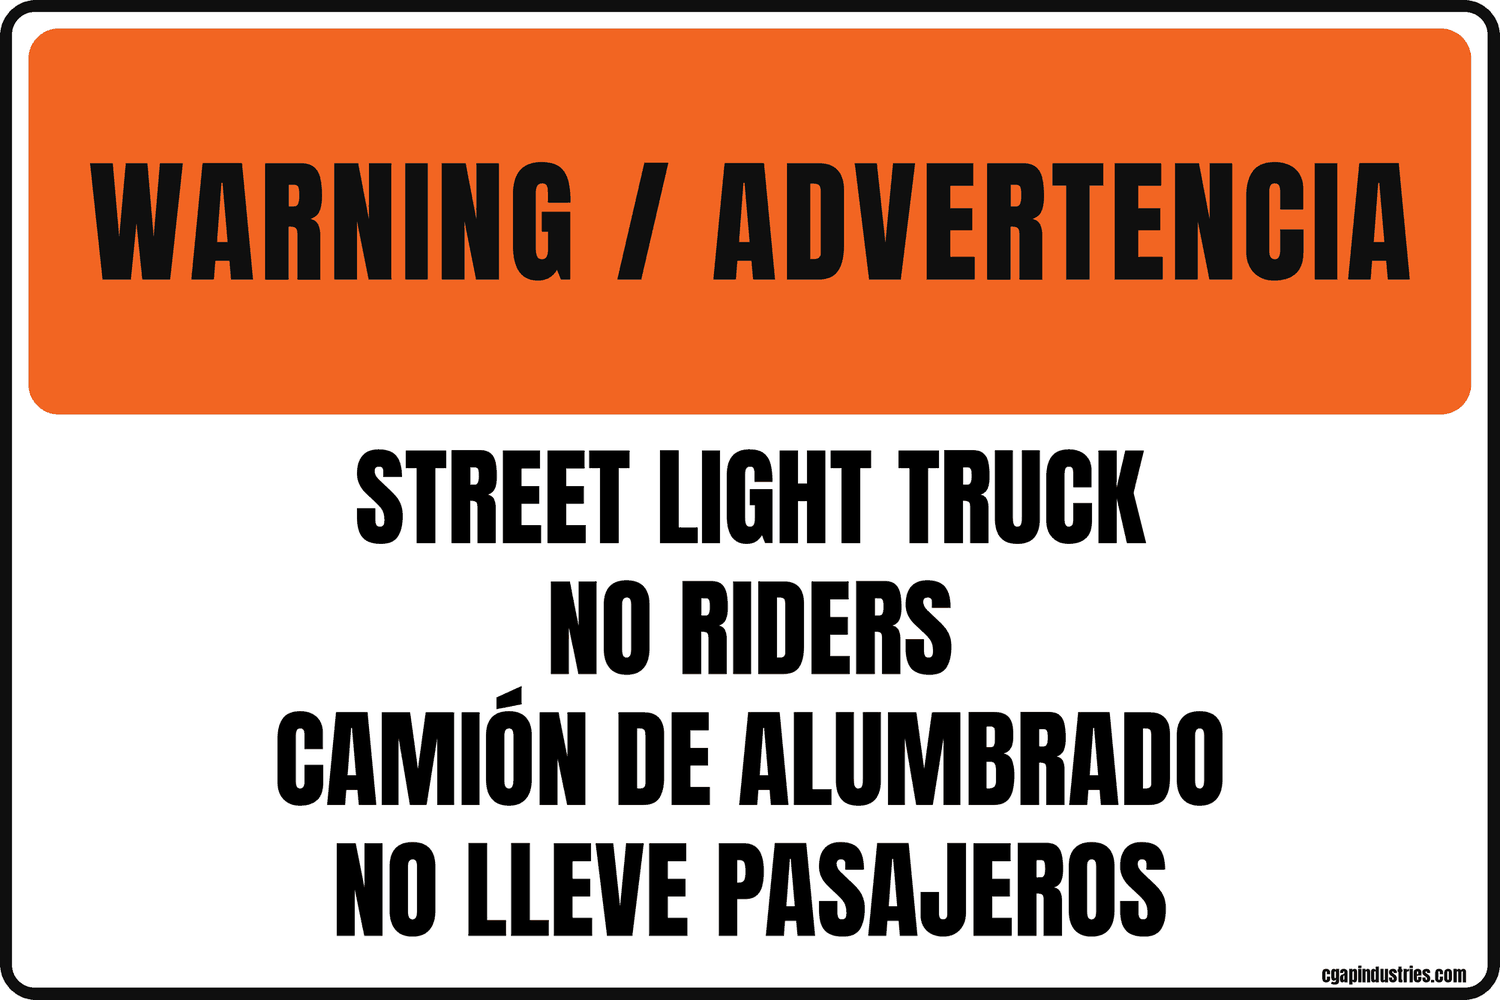 WARNING / ADVERTENCIA
STREET LIGHT TRUCK
NO RIDERS
CAMIÓN DE ALUMBRADO
NO LLEVE PASAJEROS
cgapindustries.com